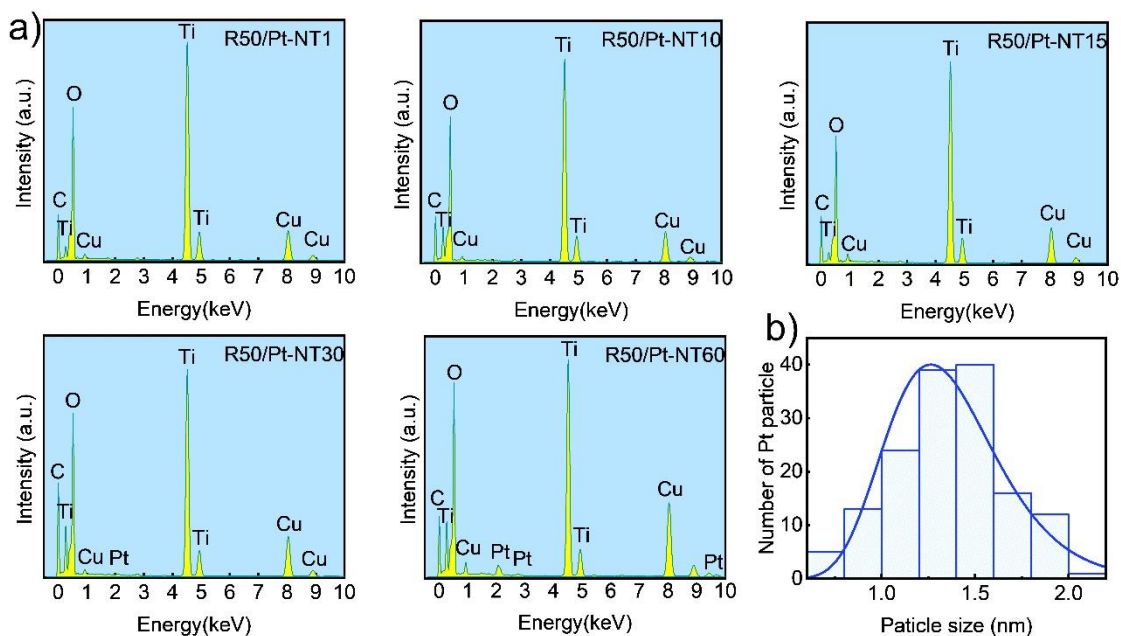 a)
R50/Pt-NT1
Intensity (a.u.)
C
Ti
O
Cu
Ti
Ti
Cu
Cu
0 1 2 3 4 5 6 7 8 9 10
Energy(keV)
R50/Pt-NT10
Intensity (a.u.)
C
Ti
O
Cu
Ti
Ti
Cu
Cu
0 1 2 3 4 5 6 7 8 9 10
Energy(keV)
R50/Pt-NT15
Intensity (a.u.)
C
Ti
O
Cu
Ti
Ti
Cu
Cu
0 1 2 3 4 5 6 7 8 9 10
Energy(keV)
R50/Pt-NT30
Intensity (a.u.)
C
Ti
O
Cu
Pt
Ti
Ti
Cu
Cu
0 1 2 3 4 5 6 7 8 9 10
Energy(keV)
R50/Pt-NT60
Intensity (a.u.)
C
Ti
O
Cu
Pt
Pt
Ti
Ti
Cu
Pt
0 1 2 3 4 5 6 7 8 9 10
Energy(keV)
b)
Number of Pt particle
40
30
20
10
0
1.0 1.5 2.0
Paticle size (nm)